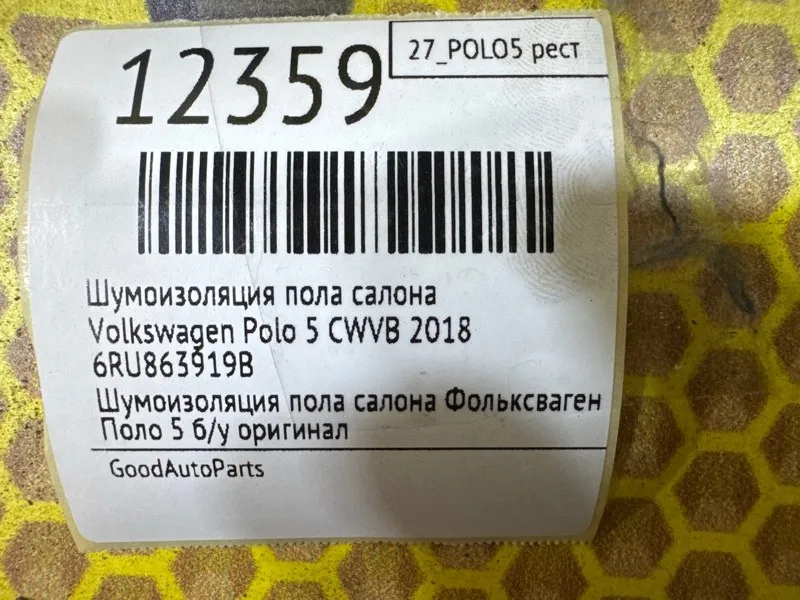 12359
27_POLO5 рест
Шумоизоляция пола салона
Volkswagen Polo 5 CWVB 2018
6RU863919B
Шумоизоляция пола салона Фольксваген
Поло 5 б/у оригинал
GoodAutoParts